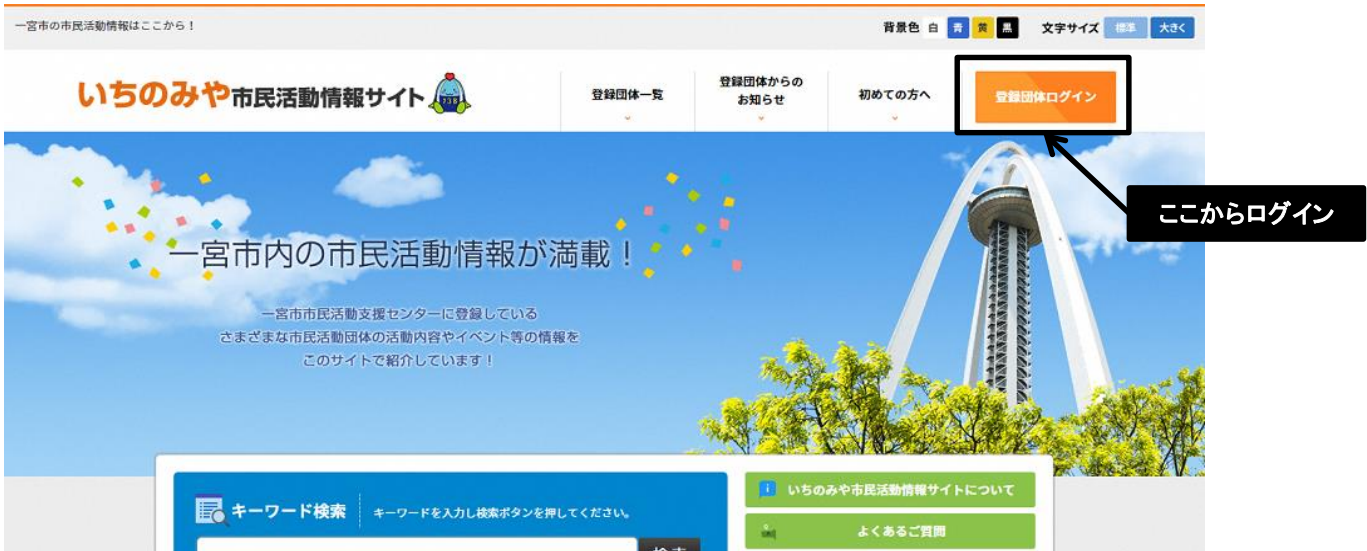 一宮市の市民活動情報はここから！
背景色 白 青 黄 黒 文字サイズ 標準 大きく
いちのみや市民活動情報サイト
138
登録団体一覧
登録団体からの
お知らせ
初めての方へ
登録団体ログイン
ここからログイン
一宮市内の市民活動情報が満載！
一宮市市民活動支援センターに登録している
さまざまな市民活動団体の活動内容やイベント等の情報を
このサイトで紹介しています！
キーワード検索 キーワードを入力し検索ボタンを押してください。
検索
いちのみや市民活動情報サイトについて
よくあるご質問